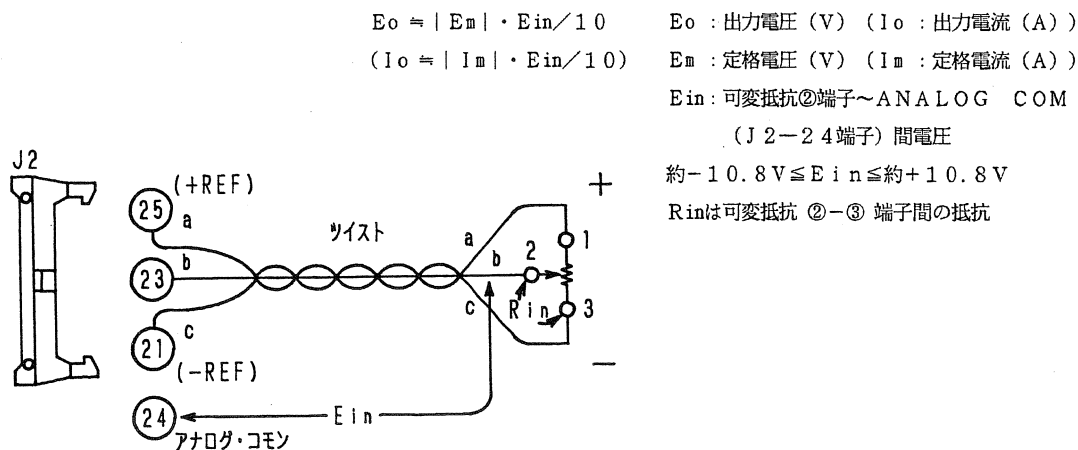 Eo ≒ | Em | ・ Ein／10
(Io ≒ | Im | ・ Ein／10)
Eo : 出力電圧 (V) (Io : 出力電流 (A))
Em : 定格電圧 (V) (Im : 定格電流 (A))
Ein : 可変抵抗②端子～ANALOG COM
(J2－24端子) 間電圧
約－10.8V≦Ein≦約＋10.8V
Rinは可変抵抗 ②－③ 端子間の抵抗
J2
25
(+REF)
a
b
23
c
21
(－REF)
ツイスト
a
b
c
2
Rin
1
3
＋
－
24
Ein
アナログ・コモン